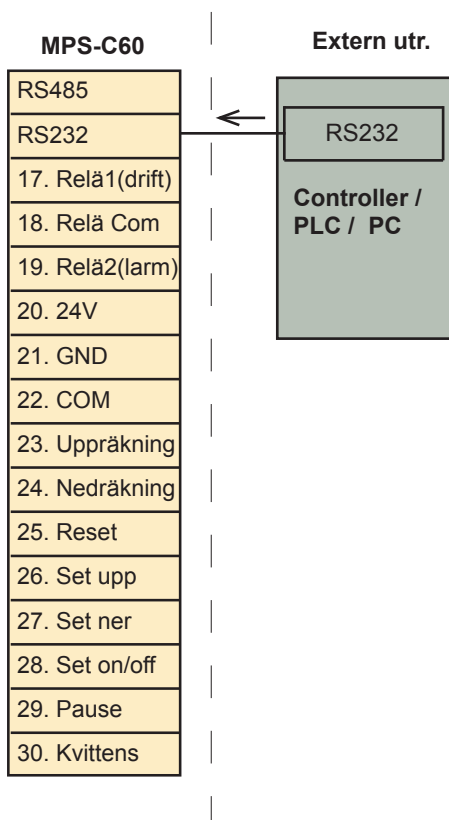 MPS-C60
RS485
RS232
17. Relä1(drift)
18. Relä Com
19. Relä2(larm)
20. 24V
21. GND
22. COM
23. Uppräkning
24. Nedräkning
25. Reset
26. Set upp
27. Set ner
28. Set on/off
29. Pause
30. Kvittens
Extern utr.
RS232
Controller /
PLC / PC